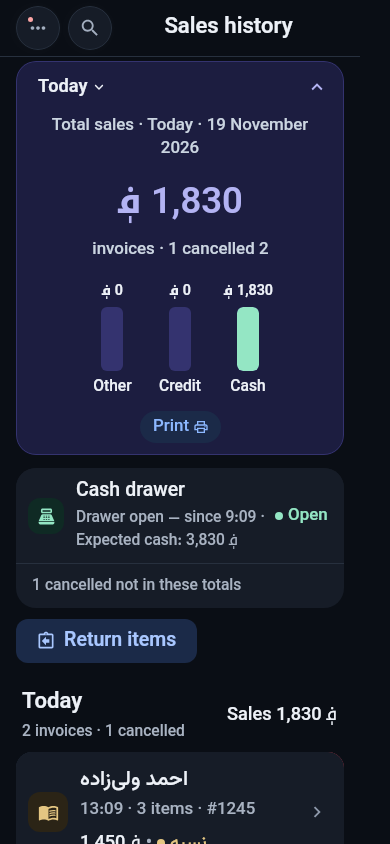 Sales history
Today
Total sales · Today · 19 November
2026
؋ 1,830
invoices · 1 cancelled 2
؋ 0
؋ 0
؋ 1,830
Other
Credit
Cash
Print
Cash drawer
Drawer open — since 9:09 ·
Open
Expected cash: 3,830 ؋
1 cancelled not in these totals
Return items
Today
Sales 1,830 ؋
2 invoices · 1 cancelled
احمد ولی‌زاده
13:09 · 3 items · #1245
1,450 ؋ •